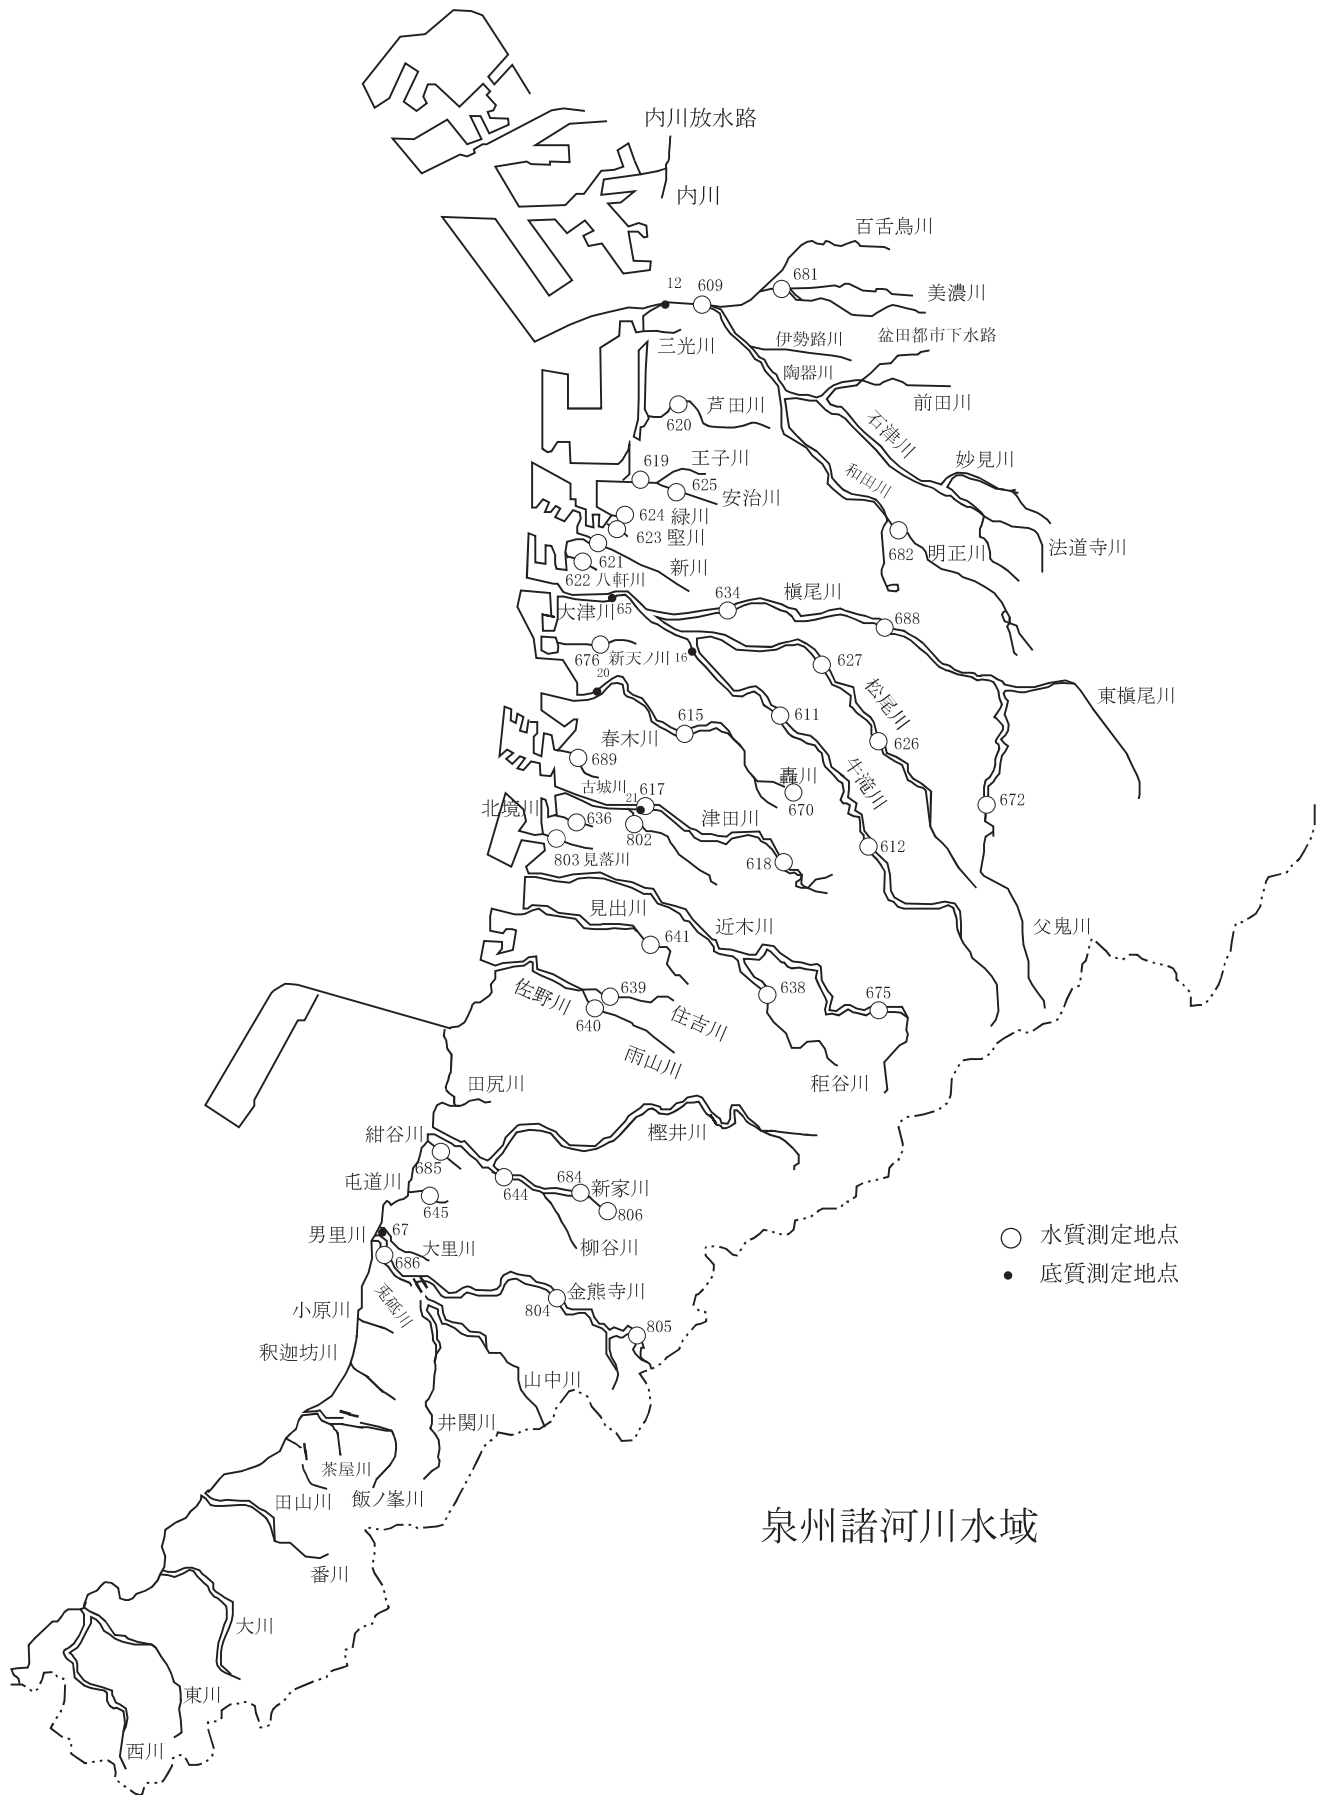 内川放水路
内川
百舌鳥川
681
美濃川
12
609
三光川
伊勢路川
盆田都市下水路
陶器川
前田川
芦田川
620
石津川
妙見川
619
王子川
625
安治川
和田川
624 緑川
623 堅川
682
明正川
法道寺川
621
新川
622 八軒川
634
槇尾川
大津川
65
688
676
新天ノ川
16
627
20
松尾川
東槇尾川
615
611
春木川
626
689
牛滝川
轟川
古城川
21
617
670
672
北境川
636
津田川
802
612
803 見落川
618
見出川
近木川
父鬼川
641
佐野川
639
638
675
640
住吉川
雨山川
田尻川
秬谷川
紺谷川
樫井川
685
屯道川
644
684
新家川
645
806
男里川
67
大里川
柳谷川
水質測定地点
686
底質測定地点
兎砥川
金熊寺川
小原川
804
805
釈迦坊川
山中川
井関川
茶屋川
田山川
飯ノ峯川
泉州諸河川水域
番川
大川
東川
西川